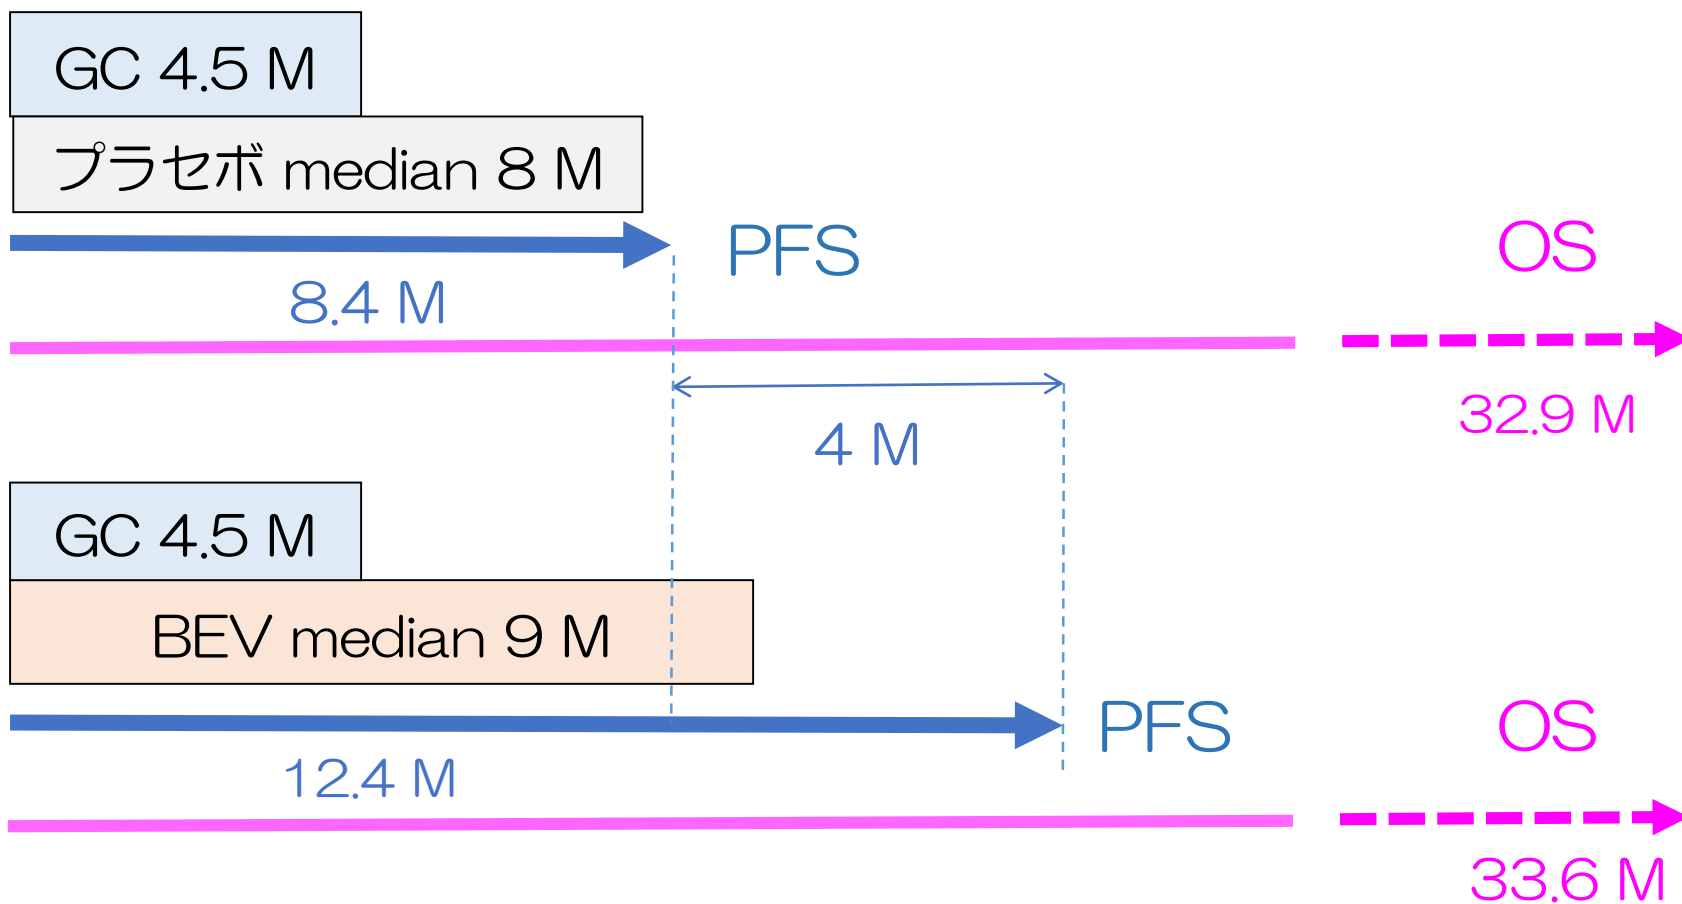 GC 4.5 M
プラセボ median 8 M
PFS
OS
8.4 M
32.9 M
4 M
GC 4.5 M
BEV median 9 M
PFS
OS
12.4 M
33.6 M